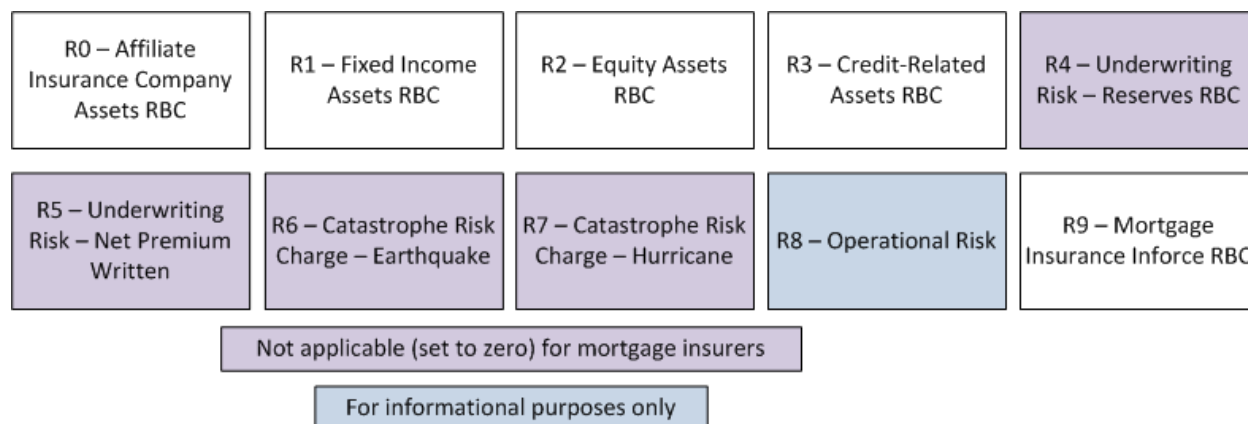 R0 – Affiliate
Insurance Company
Assets RBC
R1 – Fixed Income
Assets RBC
R2 – Equity Assets
RBC
R3 – Credit-Related
Assets RBC
R4 – Underwriting
Risk – Reserves RBC
R5 – Underwriting
Risk – Net Premium
Written
R6 – Catastrophe Risk
Charge – Earthquake
R7 – Catastrophe Risk
Charge – Hurricane
R8 – Operational Risk
R9 – Mortgage
Insurance Inforce RBC
Not applicable (set to zero) for mortgage insurers
For informational purposes only